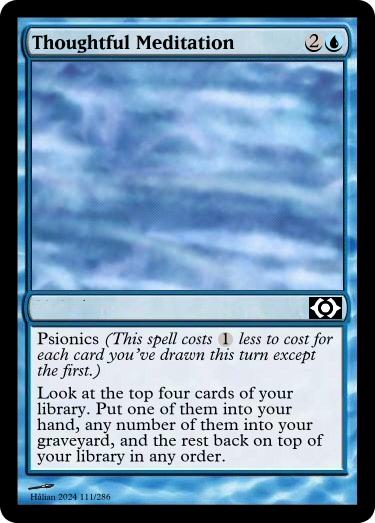 Thoughtful Meditation 2
Psionics (This spell costs 1 less to cost for
each card you've drawn this turn except
the first.)
Look at the top four cards of your
library. Put one of them into your
hand, any number of them into your
graveyard, and the rest back on top of
your library in any order.
Hålian 2024 111/286